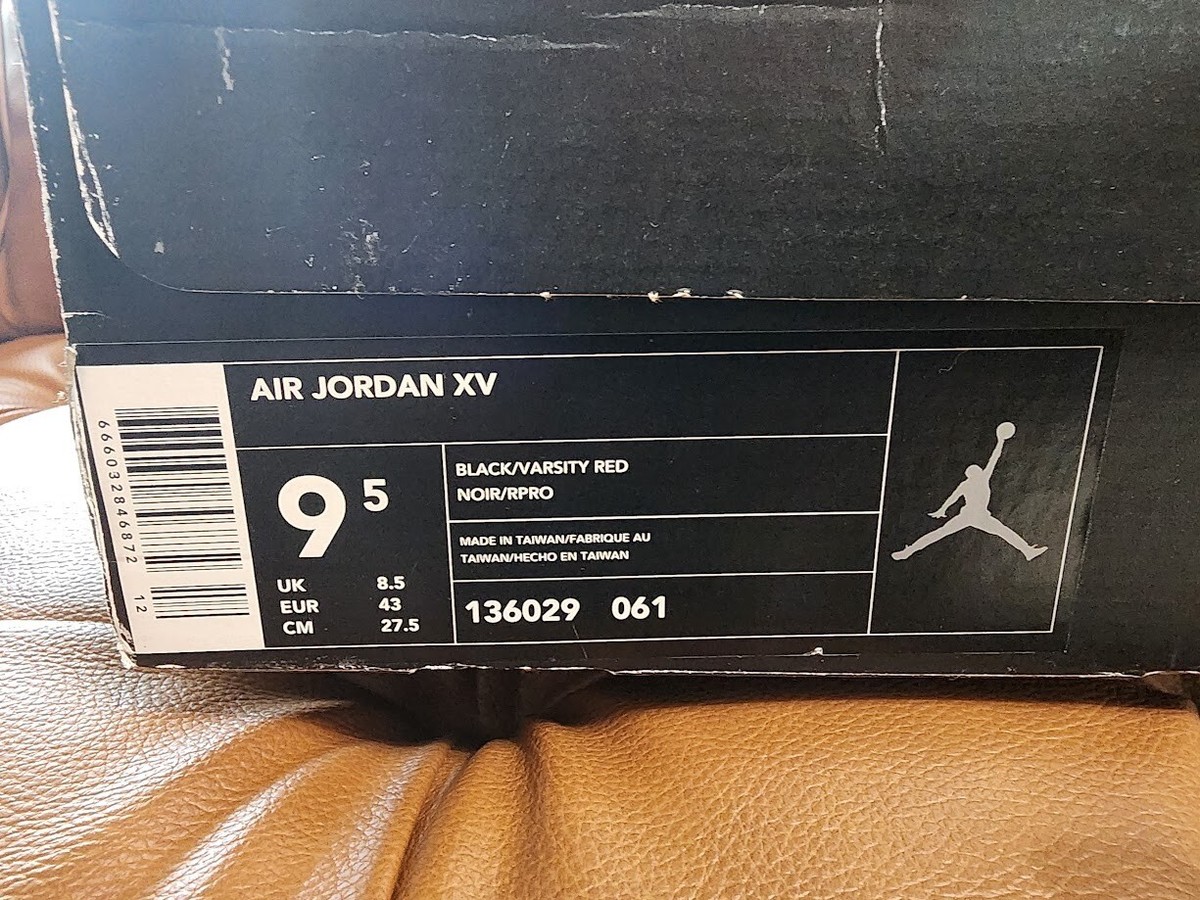 AIR JORDAN XV
666032846872 12
9 5
UK 8.5
EUR 43
CM 27.5
BLACK/VARSITY RED
NOIR/RPRO
MADE IN TAIWAN/FABRIQUE AU
TAIWAN/HECHO EN TAIWAN
136029 061